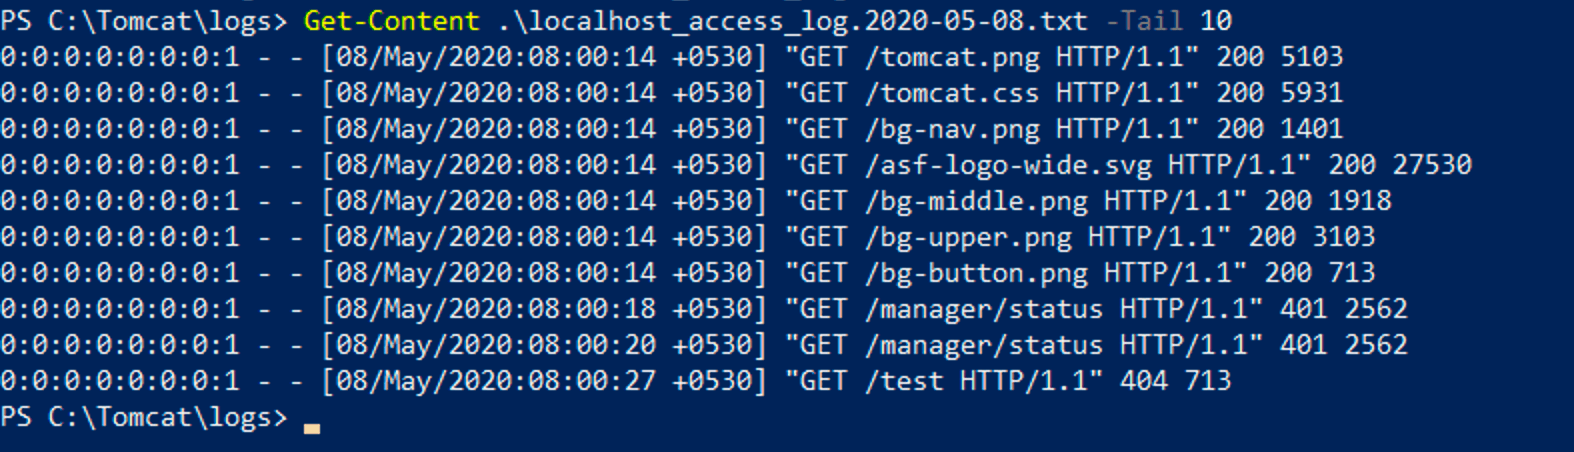 PS C:\Tomcat\logs> Get-Content .\localhost_access_log.2020-05-08.txt -Tail 10
0:0:0:0:0:0:0:1 - - [08/May/2020:08:00:14 +0530] "GET /tomcat.png HTTP/1.1" 200 5103
0:0:0:0:0:0:0:1 - - [08/May/2020:08:00:14 +0530] "GET /tomcat.css HTTP/1.1" 200 5931
0:0:0:0:0:0:0:1 - - [08/May/2020:08:00:14 +0530] "GET /bg-nav.png HTTP/1.1" 200 1401
0:0:0:0:0:0:0:1 - - [08/May/2020:08:00:14 +0530] "GET /asf-logo-wide.svg HTTP/1.1" 200 27530
0:0:0:0:0:0:0:1 - - [08/May/2020:08:00:14 +0530] "GET /bg-middle.png HTTP/1.1" 200 1918
0:0:0:0:0:0:0:1 - - [08/May/2020:08:00:14 +0530] "GET /bg-upper.png HTTP/1.1" 200 3103
0:0:0:0:0:0:0:1 - - [08/May/2020:08:00:14 +0530] "GET /bg-button.png HTTP/1.1" 200 713
0:0:0:0:0:0:0:1 - - [08/May/2020:08:00:18 +0530] "GET /manager/status HTTP/1.1" 401 2562
0:0:0:0:0:0:0:1 - - [08/May/2020:08:00:20 +0530] "GET /manager/status HTTP/1.1" 401 2562
0:0:0:0:0:0:0:1 - - [08/May/2020:08:00:27 +0530] "GET /test HTTP/1.1" 404 713
PS C:\Tomcat\logs>